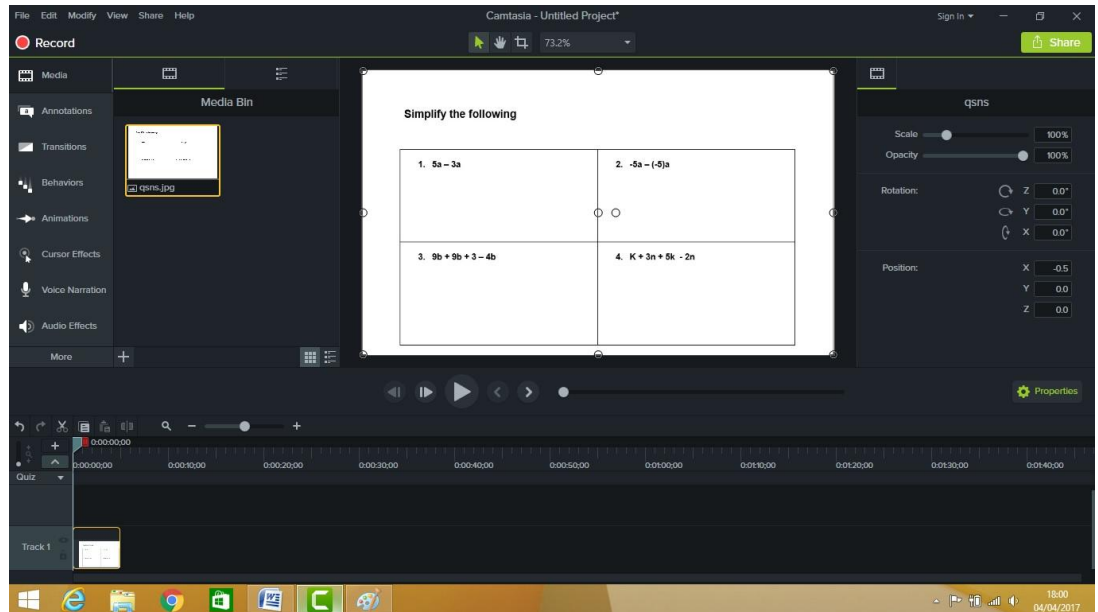 File Edit Modify View Share Help
Camtasia - Untitled Project*
Sign In
Record
73.2%
Share
Media
Annotations
Transitions
Behaviors
Animations
Cursor Effects
Voice Narration
Audio Effects
More
Media Bin
qsns.jpg
Simplify the following
1. 5a – 3a
2. -5a – (-5)a
3. 9b + 9b + 3 – 4b
4. K + 3n + 5k - 2n
qsns
Scale 100%
Opacity 100%
Rotation: Z 0.0°
Y 0.0°
X 0.0°
Position: X -0.5
Y 0.0
Z 0.0
Properties
0:00:00;00
0:00:00;00 0:00:10;00 0:00:20;00 0:00:30;00 0:00:40;00 0:00:50;00 0:01:00;00 0:01:10;00 0:01:20;00 0:01:30;00 0:01:40;00
Quiz
Track 1
18:00
04/04/2017